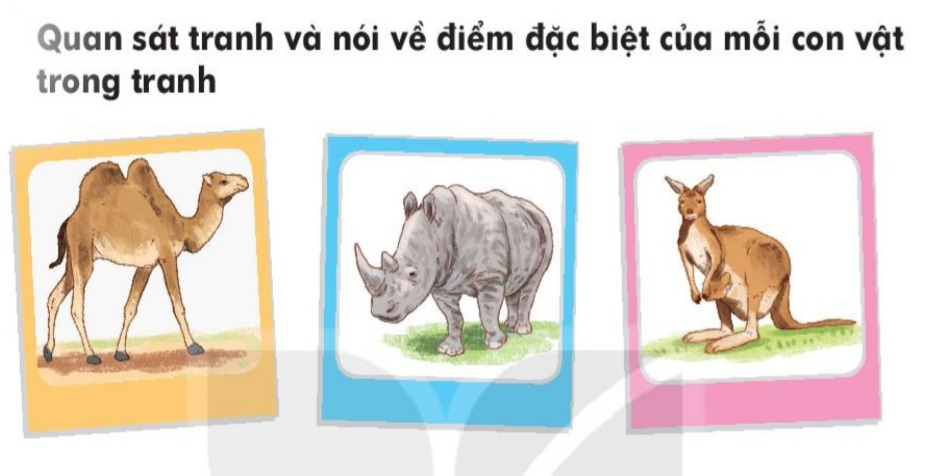 Quan sát tranh và nói về điểm đặc biệt của mỗi con vật
trong tranh